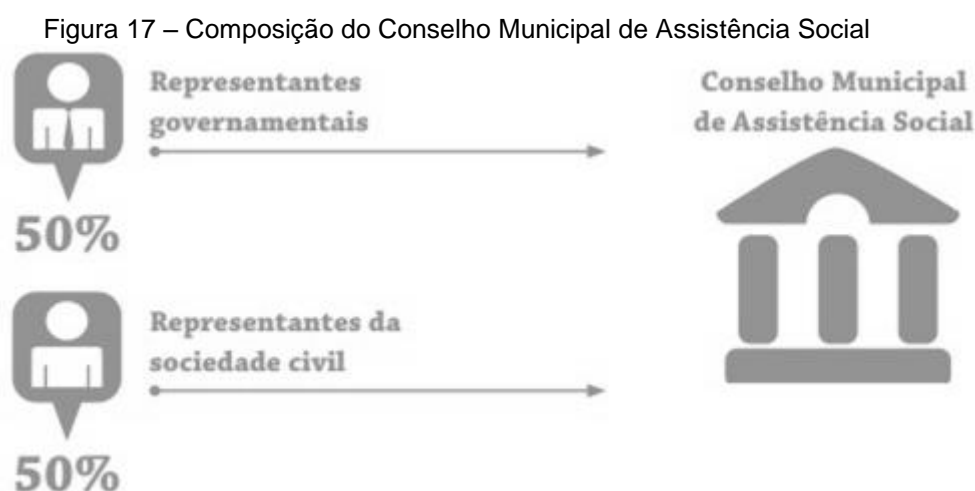 Figura 17 – Composição do Conselho Municipal de Assistência Social
Representantes
governamentais
50%
Conselho Municipal
de Assistência Social
Representantes da
sociedade civil
50%